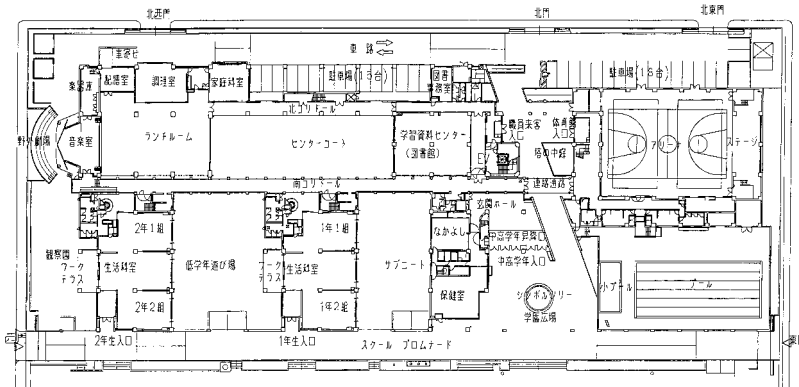 北西門
北門
北東門
車路
駐車場(15台)
駐車場(18台)
楽器庫
配膳室
調理室
家庭科室
図書
業務室
北コリドール
野外劇場
音楽室
ランチルーム
センターコート
学習資料センター
(図書館)
EV
職員来客
入口
体育館
入口
塔の中庭
アリーナ
ステージ
連絡通路
南コリドール
玄関ホール
2年1組
1年1組
なかよし
中高学年昇降口
中高学年入口
観察園
ワーク
テラス
生活科室
低学年遊び場
ワーク
テラス
生活科室
サブコート
保健室
シンボルツリー
学園広場
小プール
プール
2年2組
1年2組
2年生入口
1年生入口
スクール プロムナード